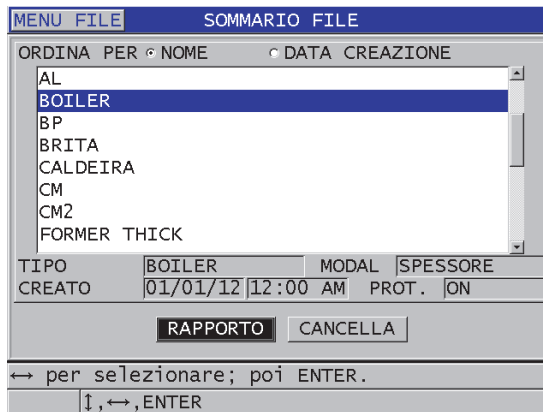 MENU FILE SOMMARIO FILE
ORDINA PER NOME DATA CREAZIONE
AL
BOILER
BP
BRITA
CALDEIRA
CM
CM2
FORMER THICK
TIPO BOILER MODAL SPESSORE
CREATO 01/01/12 12:00 AM PROT. ON
RAPPORTO CANCELLA
↔ per selezionare; poi ENTER.
↕,↔,ENTER